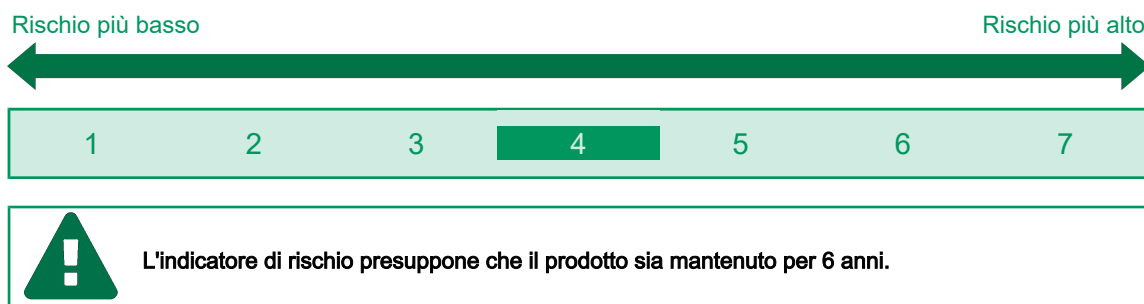 Rischio più basso Rischio più alto
1 2 3 4 5 6 7
L'indicatore di rischio presuppone che il prodotto sia mantenuto per 6 anni.